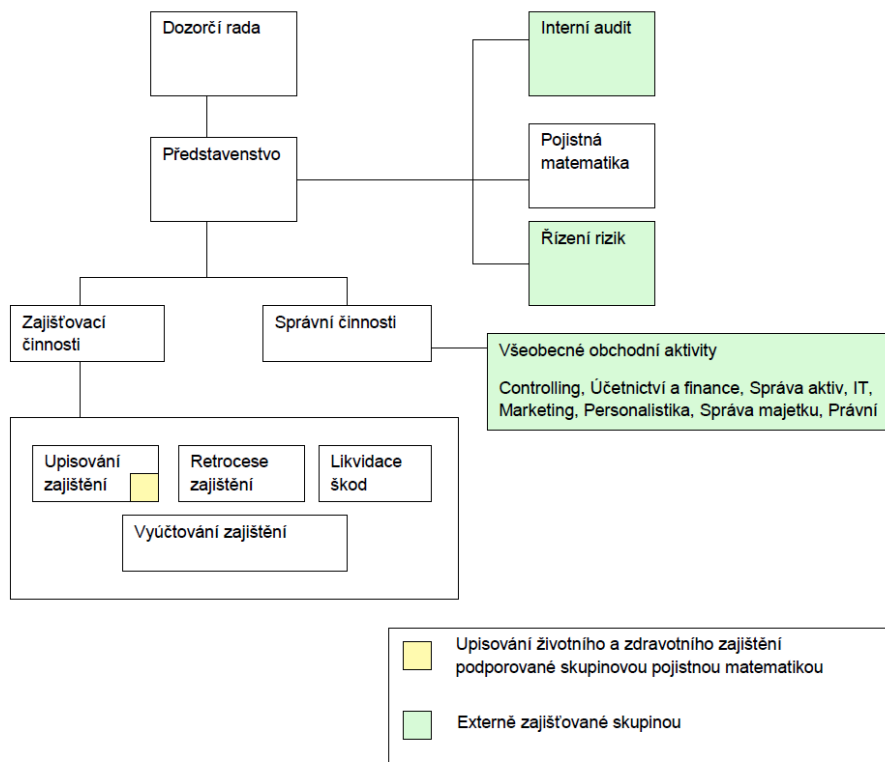 Dozorčí rada
Interní audit
Představenstvo
Pojistná
matematika
Řízení rizik
Zajišťovací
činnosti
Správní činnosti
Všeobecné obchodní aktivity
Controlling, Účetnictví a finance, Správa aktiv, IT,
Marketing, Personalistika, Správa majetku, Právní
Upisování
zajištění
Retrocese
zajištění
Likvidace
škod
Vyúčtování zajištění
Upisování životního a zdravotního zajištění
podporované skupinovou pojistnou matematikou
Externě zajišťované skupinou